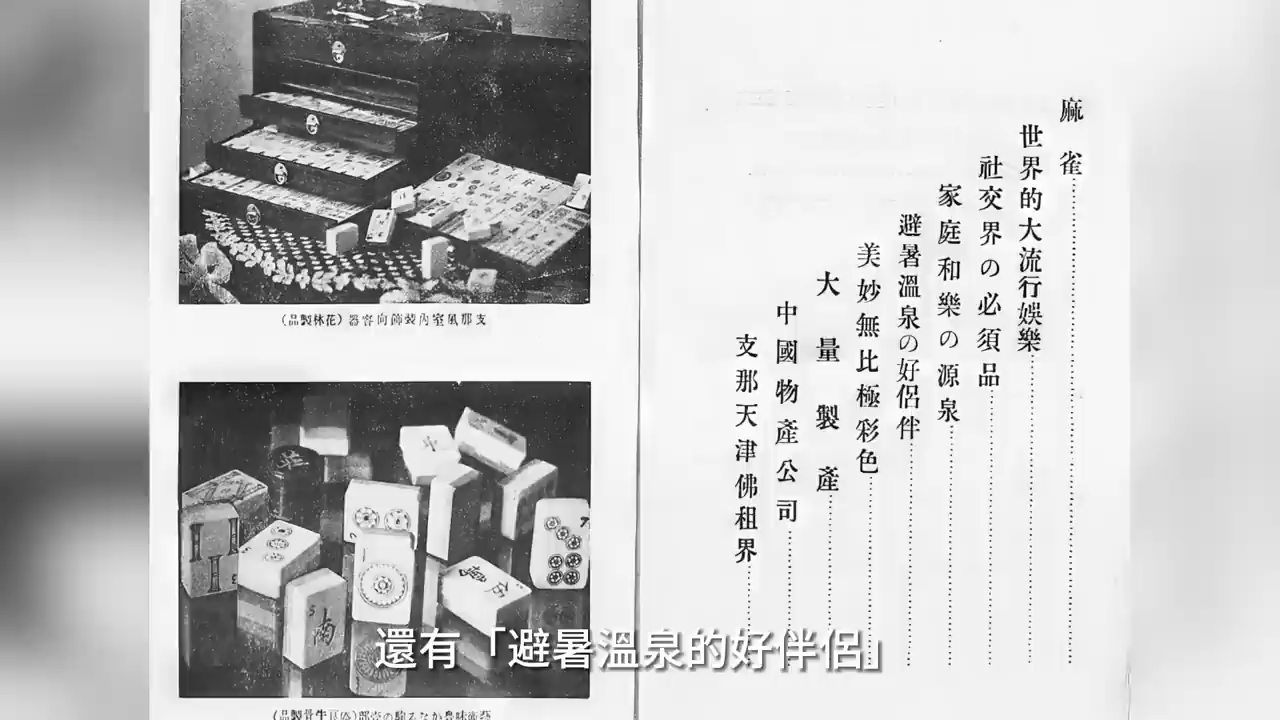 支那風室內裝飾向容器（花林製品）
南
麻雀
世界的大流行娛樂
社交界の必須品
家庭和樂の源泉
避暑溫泉の好侶伴
美妙無比極彩色
大量製產
中國物產公司
支那天津佛租界
還有「避暑溫泉的好伴侶」